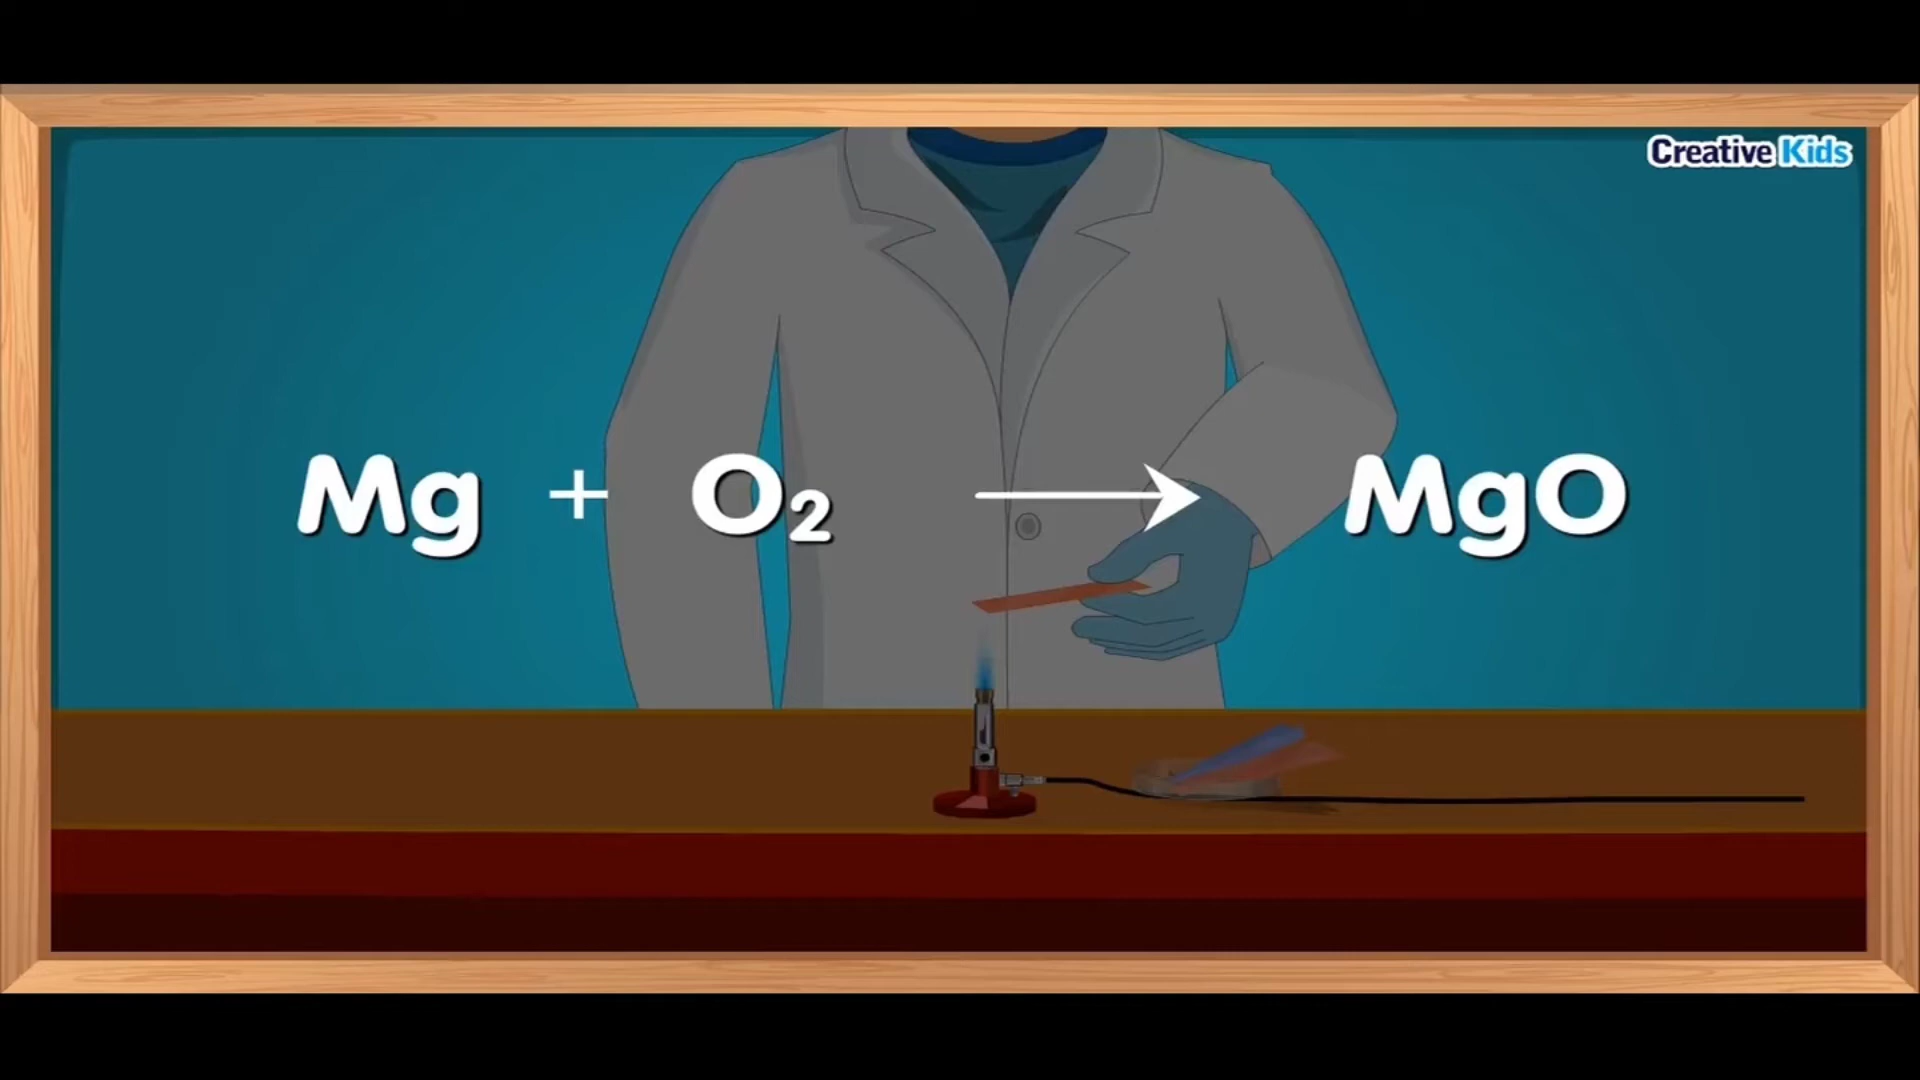 Creative Kids
Mg + O₂ → MgO